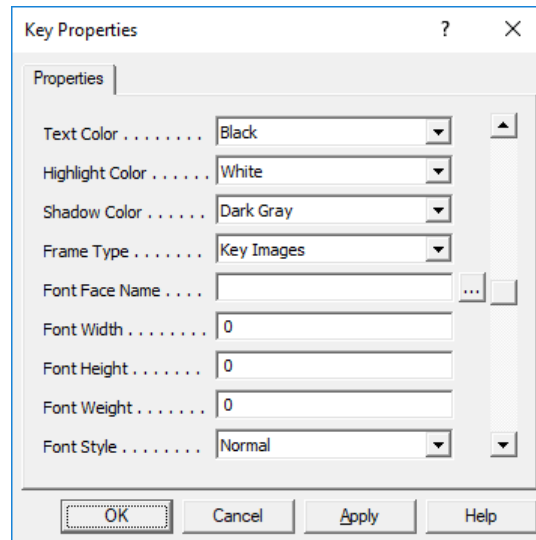 Key Properties ? ×
Properties
Text Color . . . . . . . . Black
Highlight Color . . . . . . White
Shadow Color . . . . . . Dark Gray
Frame Type . . . . . . . Key Images
Font Face Name . . . . ...
Font Width . . . . . . . . 0
Font Height . . . . . . . 0
Font Weight . . . . . . . 0
Font Style . . . . . . . . Normal
OK Cancel Apply Help